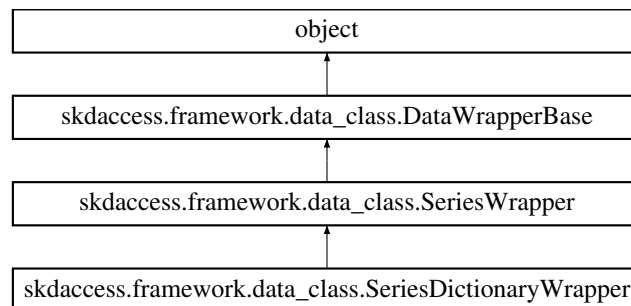 object
skdaccess.framework.data_class.DataWrapperBase
skdaccess.framework.data_class.SeriesWrapper
skdaccess.framework.data_class.SeriesDictionaryWrapper